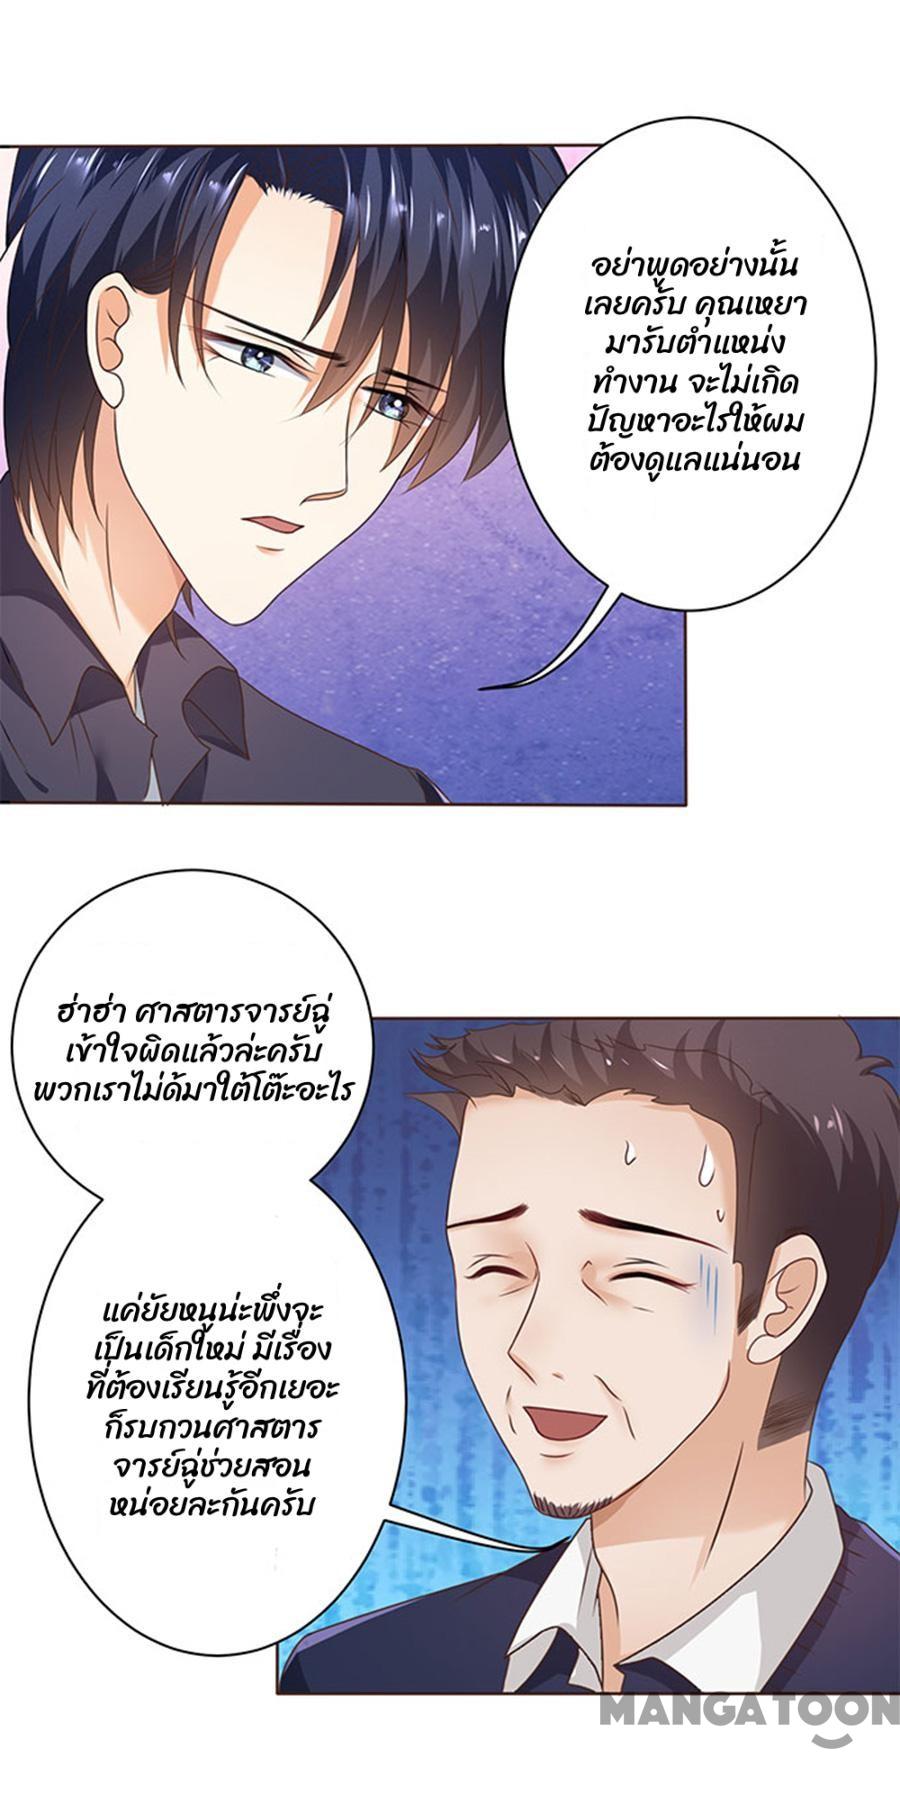 อย่าพูดอย่างนั้น
เลยครับ คุณเหยา
มารับตำแหน่ง
ทำงาน จะไม่เกิด
ปัญหาอะไรให้ผม
ต้องดูแลแน่นอน
ฮ่าฮ่า ศาสตารจารย์ฉู่
เข้าใจผิดแล้วล่ะครับ
พวกเราไม่ด้มาใต้โต๊ะอะไร
แค่ยัยหนูน่ะพึ่งจะ
เป็นเด็กใหม่ มีเรื่อง
ที่ต้องเรียนรู้อีกเยอะ
ก็รบกวนศาสตาร
จารย์ฉู่ช่วยสอน
หน่อยละกันครับ
MANGATOON